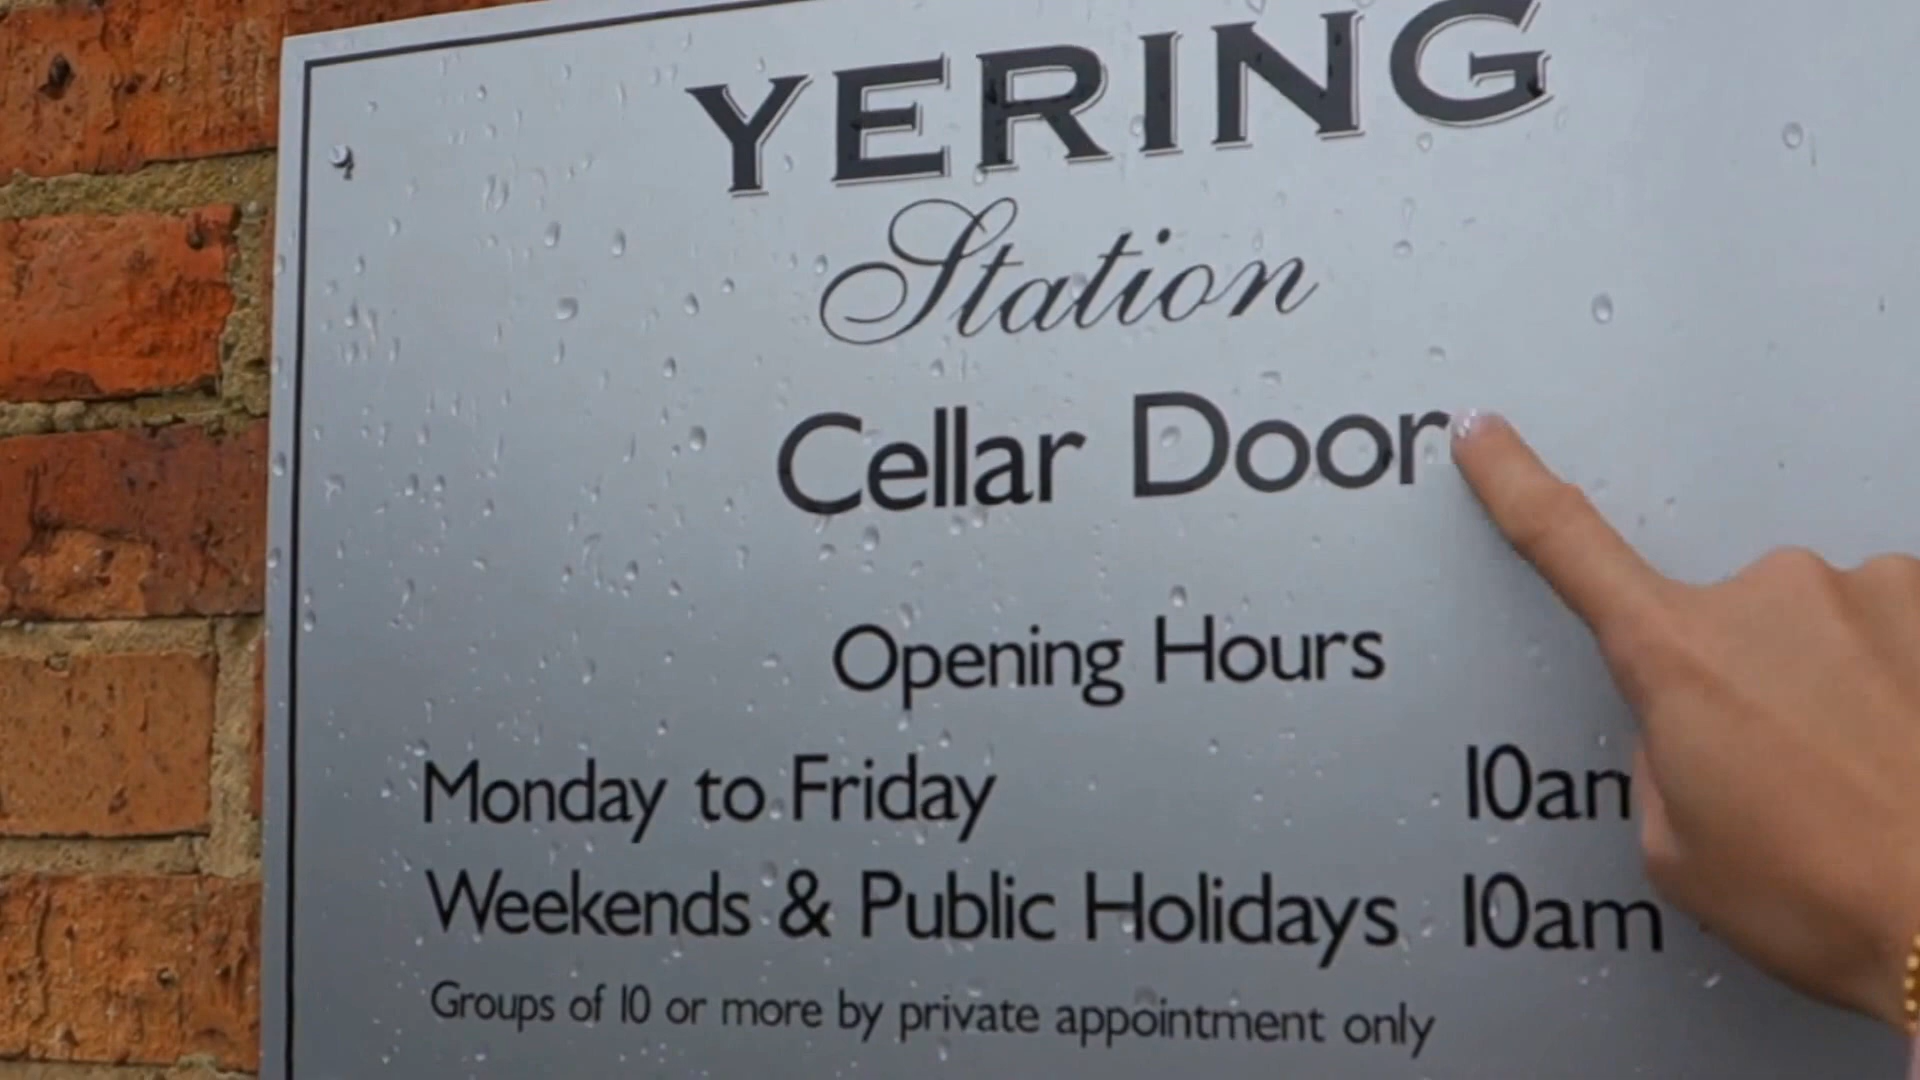 YERING
Station
Cellar Door
Opening Hours
Monday to Friday 10am
Weekends & Public Holidays 10am
Groups of 10 or more by private appointment only